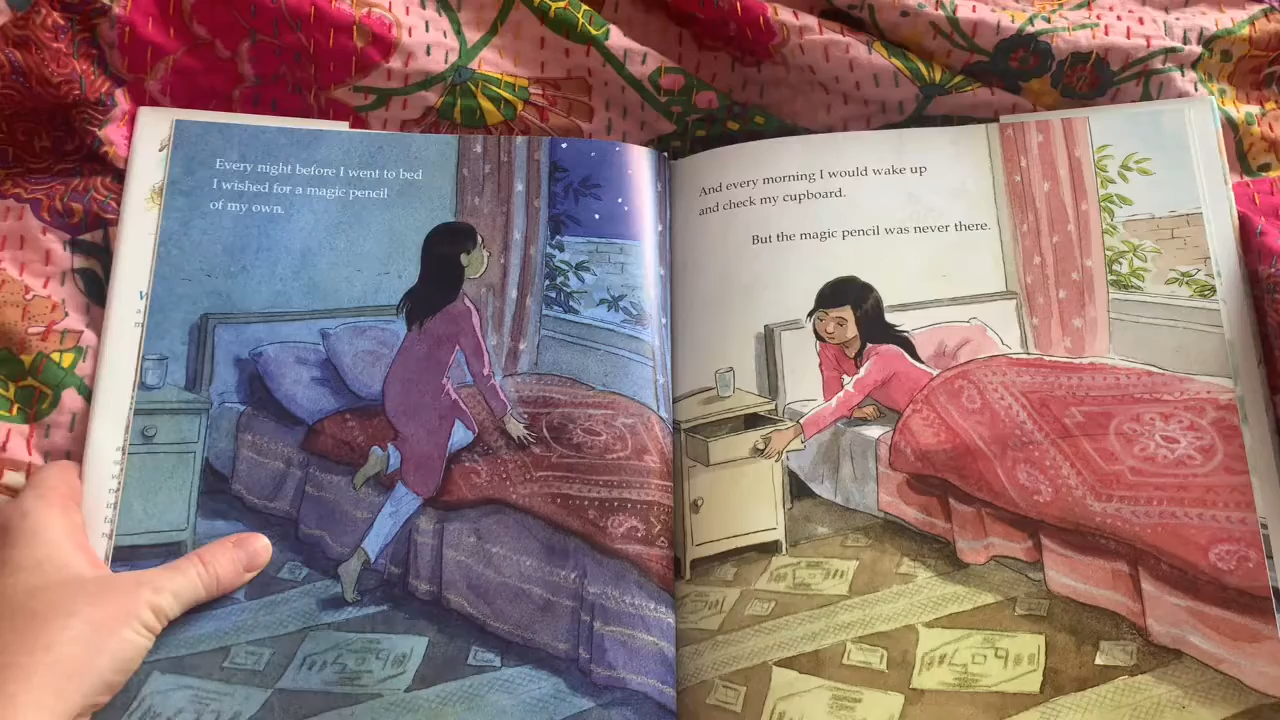 Every night before I went to bed
I wished for a magic pencil
of my own.
And every morning I would wake up
and check my cupboard.
But the magic pencil was never there.